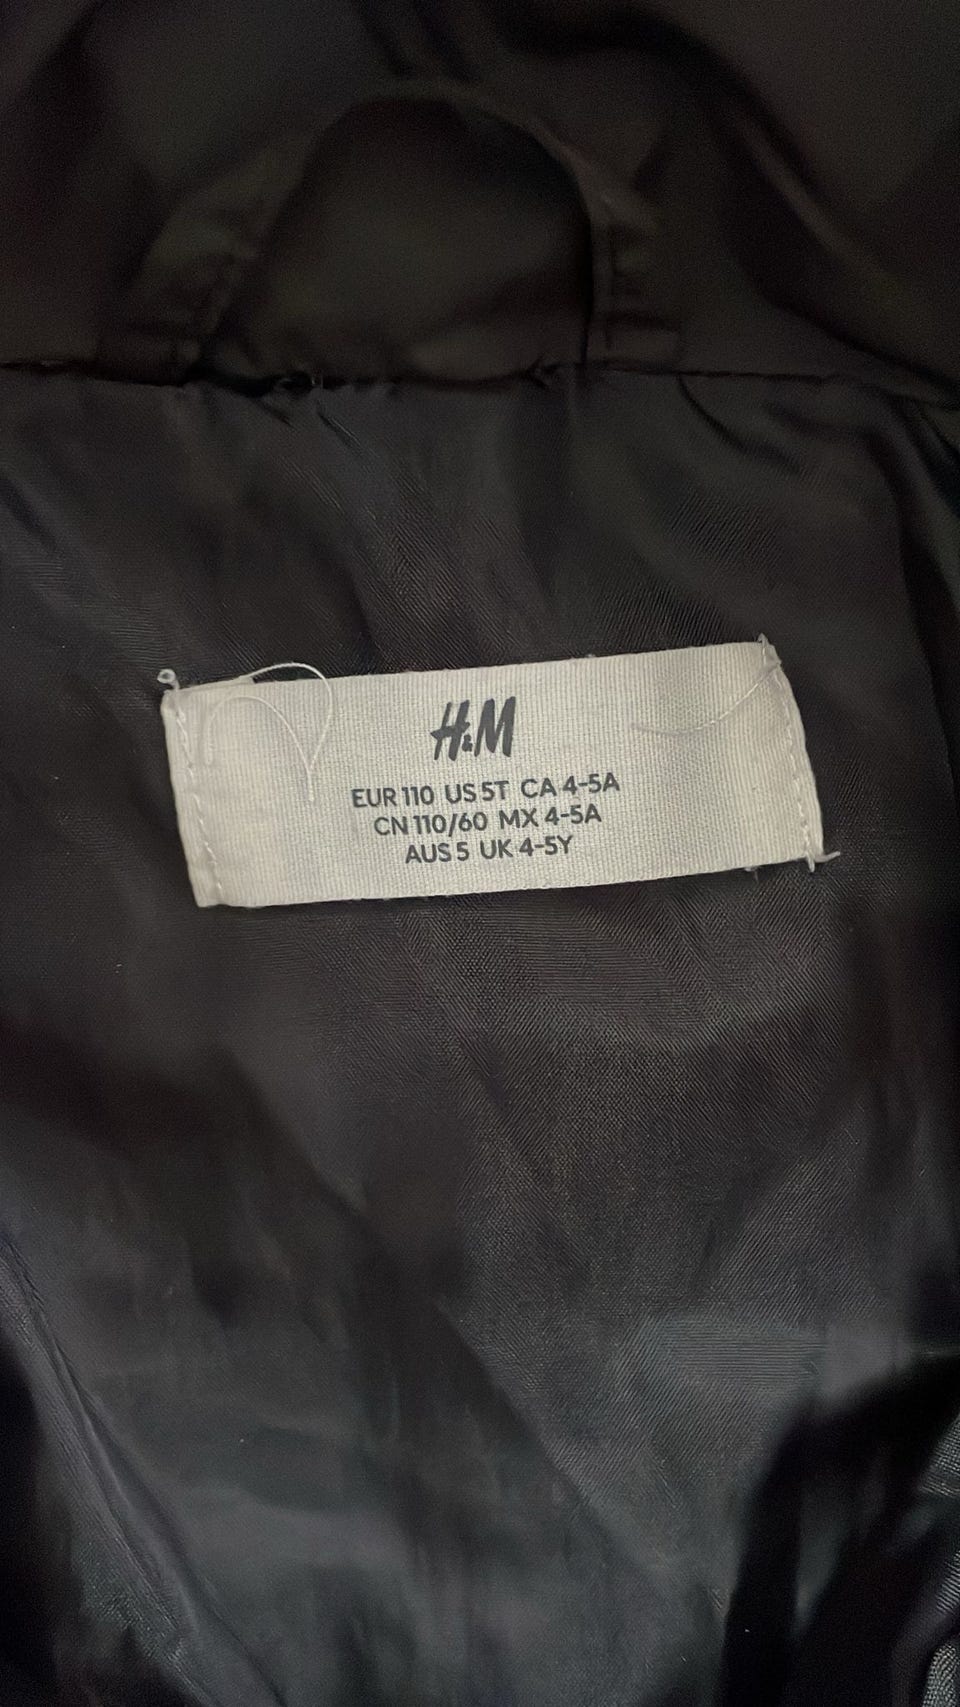 H&M
EUR 110 US 5T CA 4-5A
CN 110/60 MX 4-5A
AUS 5 UK 4-5Y